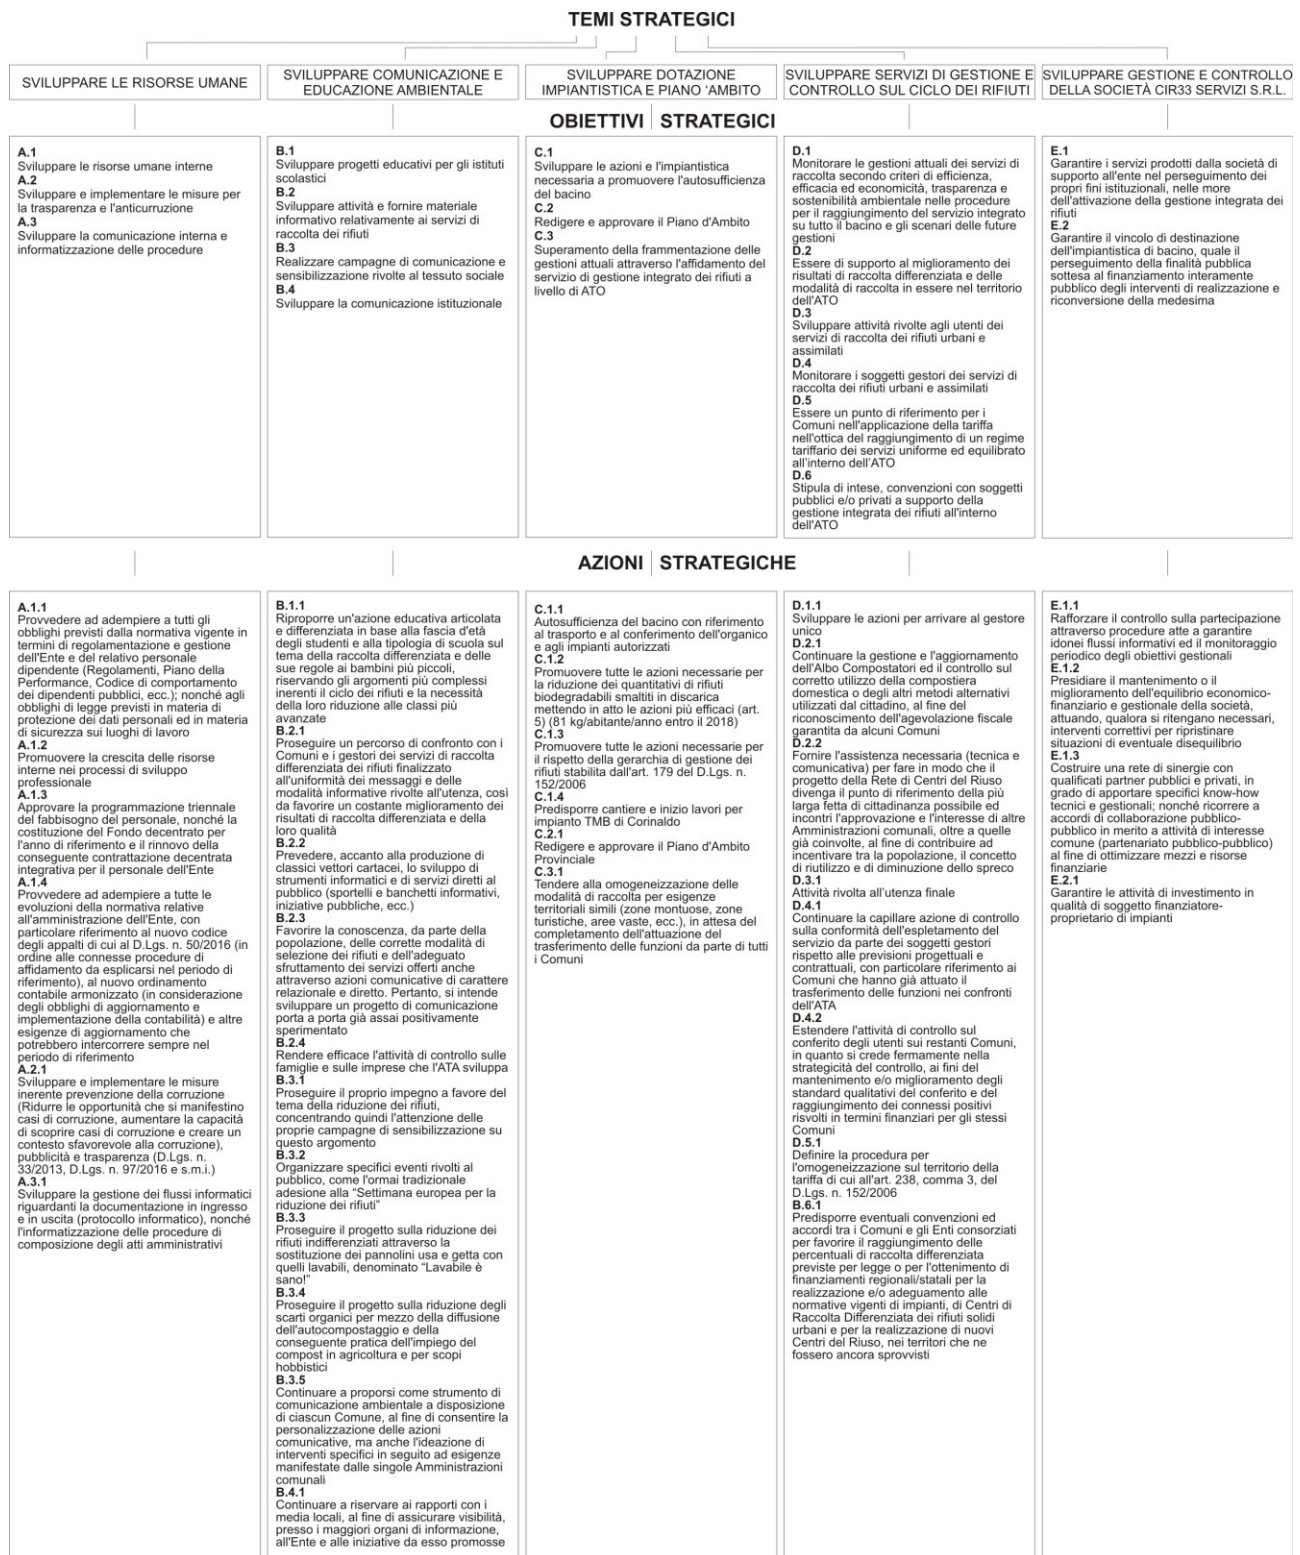 TEMI STRATEGICI
SVILUPPARE LE RISORSE UMANE
SVILUPPARE COMUNICAZIONE E
EDUCAZIONE AMBIENTALE
SVILUPPARE DOTAZIONE
IMPIANTISTICA E PIANO ‘AMBITO
SVILUPPARE SERVIZI DI GESTIONE E
CONTROLLO SUL CICLO DEI RIFIUTI
SVILUPPARE GESTIONE E CONTROLLO
DELLA SOCIETÀ CIR33 SERVIZI S.R.L.
OBIETTIVI STRATEGICI
A.1
Sviluppare le risorse umane interne
A.2
Sviluppare e implementare le misure per
la trasparenza e l'anticurruzione
A.3
Sviluppare la comunicazione interna e
informatizzazione delle procedure
B.1
Sviluppare progetti educativi per gli istituti
scolastici
B.2
Sviluppare attività e fornire materiale
informativo relativamente ai servizi di
raccolta dei rifiuti
B.3
Realizzare campagne di comunicazione e
sensibilizzazione rivolte al tessuto sociale
B.4
Sviluppare la comunicazione istituzionale
C.1
Sviluppare le azioni e l'impiantistica
necessaria a promuovere l'autosufficienza
del bacino
C.2
Redigere e approvare il Piano d'Ambito
C.3
Superamento della frammentazione delle
gestioni attuali attraverso l'affidamento del
servizio di gestione integrato dei rifiuti a
livello di ATO
D.1
Monitorare le gestioni attuali dei servizi di
raccolta secondo criteri di efficienza,
efficacia ed economicità, trasparenza e
sostenibilità ambientale nelle procedure
per il raggiungimento del servizio integrato
su tutto il bacino e gli scenari delle future
gestioni
D.2
Essere di supporto al miglioramento dei
risultati di raccolta differenziata e delle
modalità di raccolta in essere nel territorio
dell'ATO
D.3
Sviluppare attività rivolte agli utenti dei
servizi di raccolta dei rifiuti urbani e
assimilati
D.4
Monitorare i soggetti gestori dei servizi di
raccolta dei rifiuti urbani e assimilati
D.5
Essere un punto di riferimento per i
Comuni nell'applicazione della tariffa
nell'ottica del raggiungimento di un regime
tariffario dei servizi uniforme ed equilibrato
all’interno dell’ATO
D.6
Stipula di intese, convenzioni con soggetti
pubblici e/o privati a supporto della
gestione integrata dei rifiuti all'interno
dell'ATO
E.1
Garantire i servizi prodotti dalla società di
supporto all'ente nel perseguimento dei
propri fini istituzionali, nelle more
dell'attivazione della gestione integrata dei
rifiuti
E.2
Garantire il vincolo di destinazione
dell'impiantistica di bacino, quale il
perseguimento della finalità pubblica
sottesa al finanziamento interamente
pubblico degli interventi di realizzazione e
riconversione della medesima
AZIONI STRATEGICHE
A.1.1
Provvedere ad adempiere a tutti gli
obblighi previsti dalla normativa vigente in
termini di regolamentazione e gestione
dell'Ente e del relativo personale
dipendente (Regolamenti, Piano della
Performance, Codice di comportamento
dei dipendenti pubblici, ecc.); nonché agli
obblighi di legge previsti in materia di
protezione dei dati personali ed in materia
di sicurezza sui luoghi di lavoro
A.1.2
Promuovere la crescita delle risorse
interne nei processi di sviluppo
professionale
A.1.3
Approvare la programmazione triennale
del fabbisogno del personale, nonché la
costituzione del Fondo decentrato per
l'anno di riferimento e il rinnovo della
conseguente contrattazione decentrata
integrativa per il personale dell'Ente
A.1.4
Provvedere ad adempiere a tutte le
evoluzioni della normativa relative
all'amministrazione dell'Ente, con
particolare riferimento al nuovo codice
degli appalti di cui al D.Lgs. n. 50/2016 (in
ordine alle connesse procedure di
affidamento da esplicarsi nel periodo di
riferimento), al nuovo ordinamento
contabile armonizzato (in considerazione
degli obblighi di aggiornamento e
implementazione della contabilità) e altre
esigenze di aggiornamento che
potrebbero intercorrere sempre nel
periodo di riferimento
A.2.1
Sviluppare e implementare le misure
inerente prevenzione della corruzione
(Ridurre le opportunità che si manifestino
casi di corruzione, aumentare la capacità
di scoprire casi di corruzione e creare un
contesto sfavorevole alla corruzione),
pubblicità e trasparenza (D.Lgs. n.
33/2013, D.Lgs. n. 97/2016 e s.m.i.)
A.3.1
Sviluppare la gestione dei flussi informatici
riguardanti la documentazione in ingresso
e in uscita (protocollo informatico), nonché
l'informatizzazione delle procedure di
composizione degli atti amministrativi
B.1.1
Riproporre un'azione educativa articolata
e differenziata in base alla fascia d'età
degli studenti e alla tipologia di scuola sul
tema della raccolta differenziata e delle
sue regole ai bambini più piccoli,
riservando gli argomenti più complessi
inerenti il ciclo dei rifiuti e la necessità
della loro riduzione alle classi più
avanzate
B.2.1
Proseguire un percorso di confronto con i
Comuni e i gestori dei servizi di raccolta
differenziata dei rifiuti finalizzato
all'uniformità dei messaggi e delle
modalità informative rivolte all'utenza, così
da favorire un costante miglioramento dei
risultati di raccolta differenziata e della
loro qualità
B.2.2
Prevedere, accanto alla produzione di
classici vettori cartacei, lo sviluppo di
strumenti informatici e di servizi diretti al
pubblico (sportelli e banchetti informativi,
iniziative pubbliche, ecc.)
B.2.3
Favorire la conoscenza, da parte della
popolazione, delle corrette modalità di
selezione dei rifiuti e dell'adeguato
sfruttamento dei servizi offerti anche
attraverso azioni comunicative di carattere
relazionale e diretto. Pertanto, si intende
sviluppare un progetto di comunicazione
porta a porta già assai positivamente
sperimentato
B.2.4
Rendere efficace l'attività di controllo sulle
famiglie e sulle imprese che l'ATA sviluppa
B.3.1
Proseguire il proprio impegno a favore del
tema della riduzione dei rifiuti,
concentrando quindi l'attenzione delle
proprie campagne di sensibilizzazione su
questo argomento
B.3.2
Organizzare specifici eventi rivolti al
pubblico, come l'ormai tradizionale
adesione alla “Settimana europea per la
riduzione dei rifiuti”
B.3.3
Proseguire il progetto sulla riduzione dei
rifiuti indifferenziati attraverso la
sostituzione dei pannolini usa e getta con
quelli lavabili, denominato “Lavabile è
sano!”
B.3.4
Proseguire il progetto sulla riduzione degli
scarti organici per mezzo della diffusione
dell'autocompostaggio e della
conseguente pratica dell'impiego del
compost in agricoltura e per scopi
hobbistici
B.3.5
Continuare a proporsi come strumento di
comunicazione ambientale a disposizione
di ciascun Comune, al fine di consentire la
personalizzazione delle azioni
comunicative, ma anche l'ideazione di
interventi specifici in seguito ad esigenze
manifestate dalle singole Amministrazioni
comunali
B.4.1
Continuare a riservare ai rapporti con i
media locali, al fine di assicurare visibilità,
presso i maggiori organi di informazione,
all'Ente e alle iniziative da esso promosse
C.1.1
Autosufficienza del bacino con riferimento
al trasporto e al conferimento dell'organico
e agli impianti autorizzati
C.1.2
Promuovere tutte le azioni necessarie per
la riduzione dei quantitativi di rifiuti
biodegradabili smaltiti in discarica
mettendo in atto le azioni più efficaci (art.
5) (81 kg/abitante/anno entro il 2018)
C.1.3
Promuovere tutte le azioni necessarie per
il rispetto della gerarchia di gestione dei
rifiuti stabilita dall'art. 179 del D.Lgs. n.
152/2006
C.1.4
Predisporre cantiere e inizio lavori per
impianto TMB di Corinaldo
C.2.1
Redigere e approvare il Piano d'Ambito
Provinciale
C.3.1
Tendere alla omogeneizzazione delle
modalità di raccolta per esigenze
territoriali simili (zone montuose, zone
turistiche, aree vaste, ecc.), in attesa del
completamento dell'attuazione del
trasferimento delle funzioni da parte di tutti
i Comuni
D.1.1
Sviluppare le azioni per arrivare al gestore
unico
D.2.1
Continuare la gestione e l'aggiornamento
dell'Albo Compostatori ed il controllo sul
corretto utilizzo della compostiera
domestica o degli altri metodi alternativi
utilizzati dal cittadino, al fine del
riconoscimento dell'agevolazione fiscale
garantita da alcuni Comuni
D.2.2
Fornire l'assistenza necessaria (tecnica e
comunicativa) per fare in modo che il
progetto della Rete di Centri del Riuso
divenga il punto di riferimento della più
larga fetta di cittadinanza possibile ed
incontri l'approvazione e l'interesse di altre
Amministrazioni comunali, oltre a quelle
già coinvolte, al fine di contribuire ad
incentivare tra la popolazione, il concetto
di riutilizzo e di diminuzione dello spreco
D.3.1
Attività rivolta all’utenza finale
D.4.1
Continuare la capillare azione di controllo
sulla conformità dell'espletamento del
servizio da parte dei soggetti gestori
rispetto alle previsioni progettuali e
contrattuali, con particolare riferimento ai
Comuni che hanno già attuato il
trasferimento delle funzioni nei confronti
dell'ATA
D.4.2
Estendere l'attività di controllo sul
conferito degli utenti sui restanti Comuni,
in quanto si crede fermamente nella
strategicità del controllo, ai fini del
mantenimento e/o miglioramento degli
standard qualitativi del conferito e del
raggiungimento dei connessi positivi
risvolti in termini finanziari per gli stessi
Comuni
D.5.1
Definire la procedura per
l'omogeneizzazione sul territorio della
tariffa di cui all'art. 238, comma 3, del
D.Lgs. n. 152/2006
B.6.1
Predisporre eventuali convenzioni ed
accordi tra i Comuni e gli Enti consorziati
per favorire il raggiungimento delle
percentuali di raccolta differenziata
previste per legge o per l'ottenimento di
finanziamenti regionali/statali per la
realizzazione e/o adeguamento alle
normative vigenti di impianti, di Centri di
Raccolta Differenziata dei rifiuti solidi
urbani e per la realizzazione di nuovi
Centri del Riuso, nei territori che ne
fossero ancora sprovvisti
E.1.1
Rafforzare il controllo sulla partecipazione
attraverso procedure atte a garantire
idonei flussi informativi ed il monitoraggio
periodico degli obiettivi gestionali
E.1.2
Presidiare il mantenimento o il
miglioramento dell'equilibrio economico-
finanziario e gestionale della società,
attuando, qualora si ritengano necessari,
interventi correttivi per ripristinare
situazioni di eventuale disequilibrio
E.1.3
Costruire una rete di sinergie con
qualificati partner pubblici e privati, in
grado di apportare specifici know-how
tecnici e gestionali; nonché ricorrere a
accordi di collaborazione pubblico-
pubblico in merito a attività di interesse
comune (partenariato pubblico-pubblico)
al fine di ottimizzare mezzi e risorse
finanziarie
E.2.1
Garantire le attività di investimento in
qualità di soggetto finanziatore-
proprietario di impianti